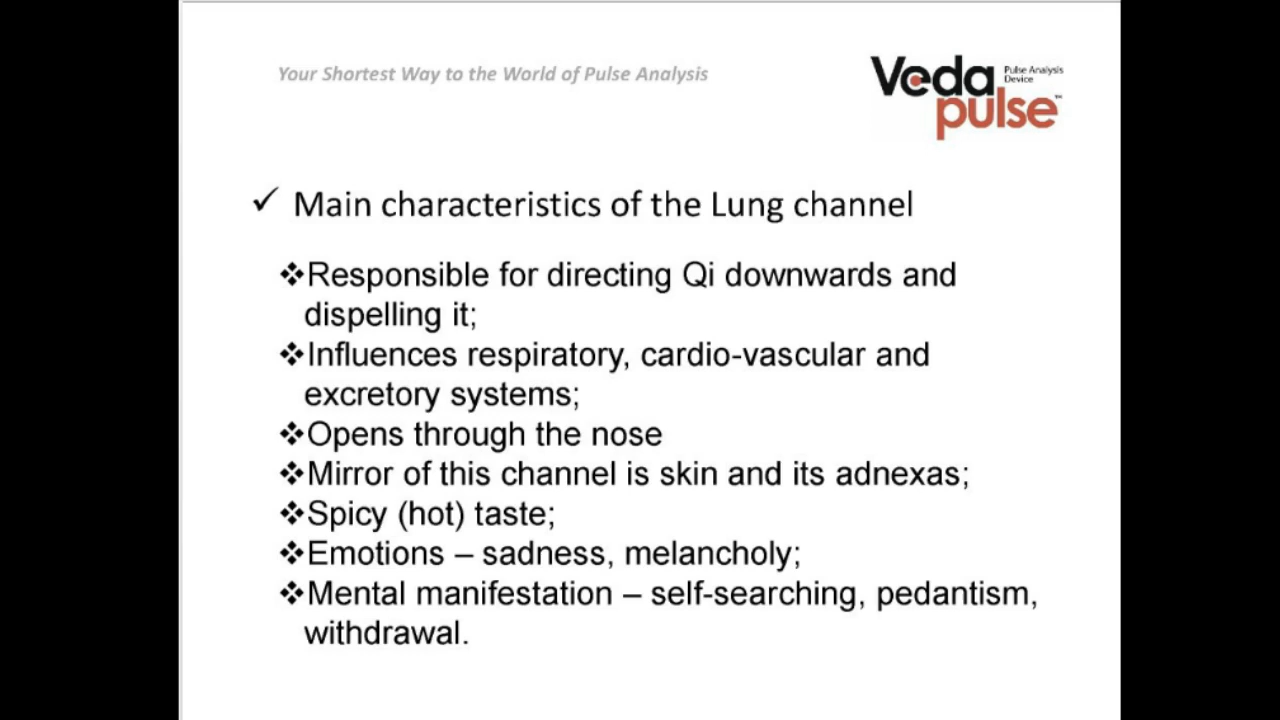 Your Shortest Way to the World of Pulse Analysis
Veda
Pulse Analysis
Device
pulse™
✓ Main characteristics of the Lung channel
❖Responsible for directing Qi downwards and
dispelling it;
❖Influences respiratory, cardio-vascular and
excretory systems;
❖Opens through the nose
❖Mirror of this channel is skin and its adnexas;
❖Spicy (hot) taste;
❖Emotions – sadness, melancholy;
❖Mental manifestation – self-searching, pedantism,
withdrawal.